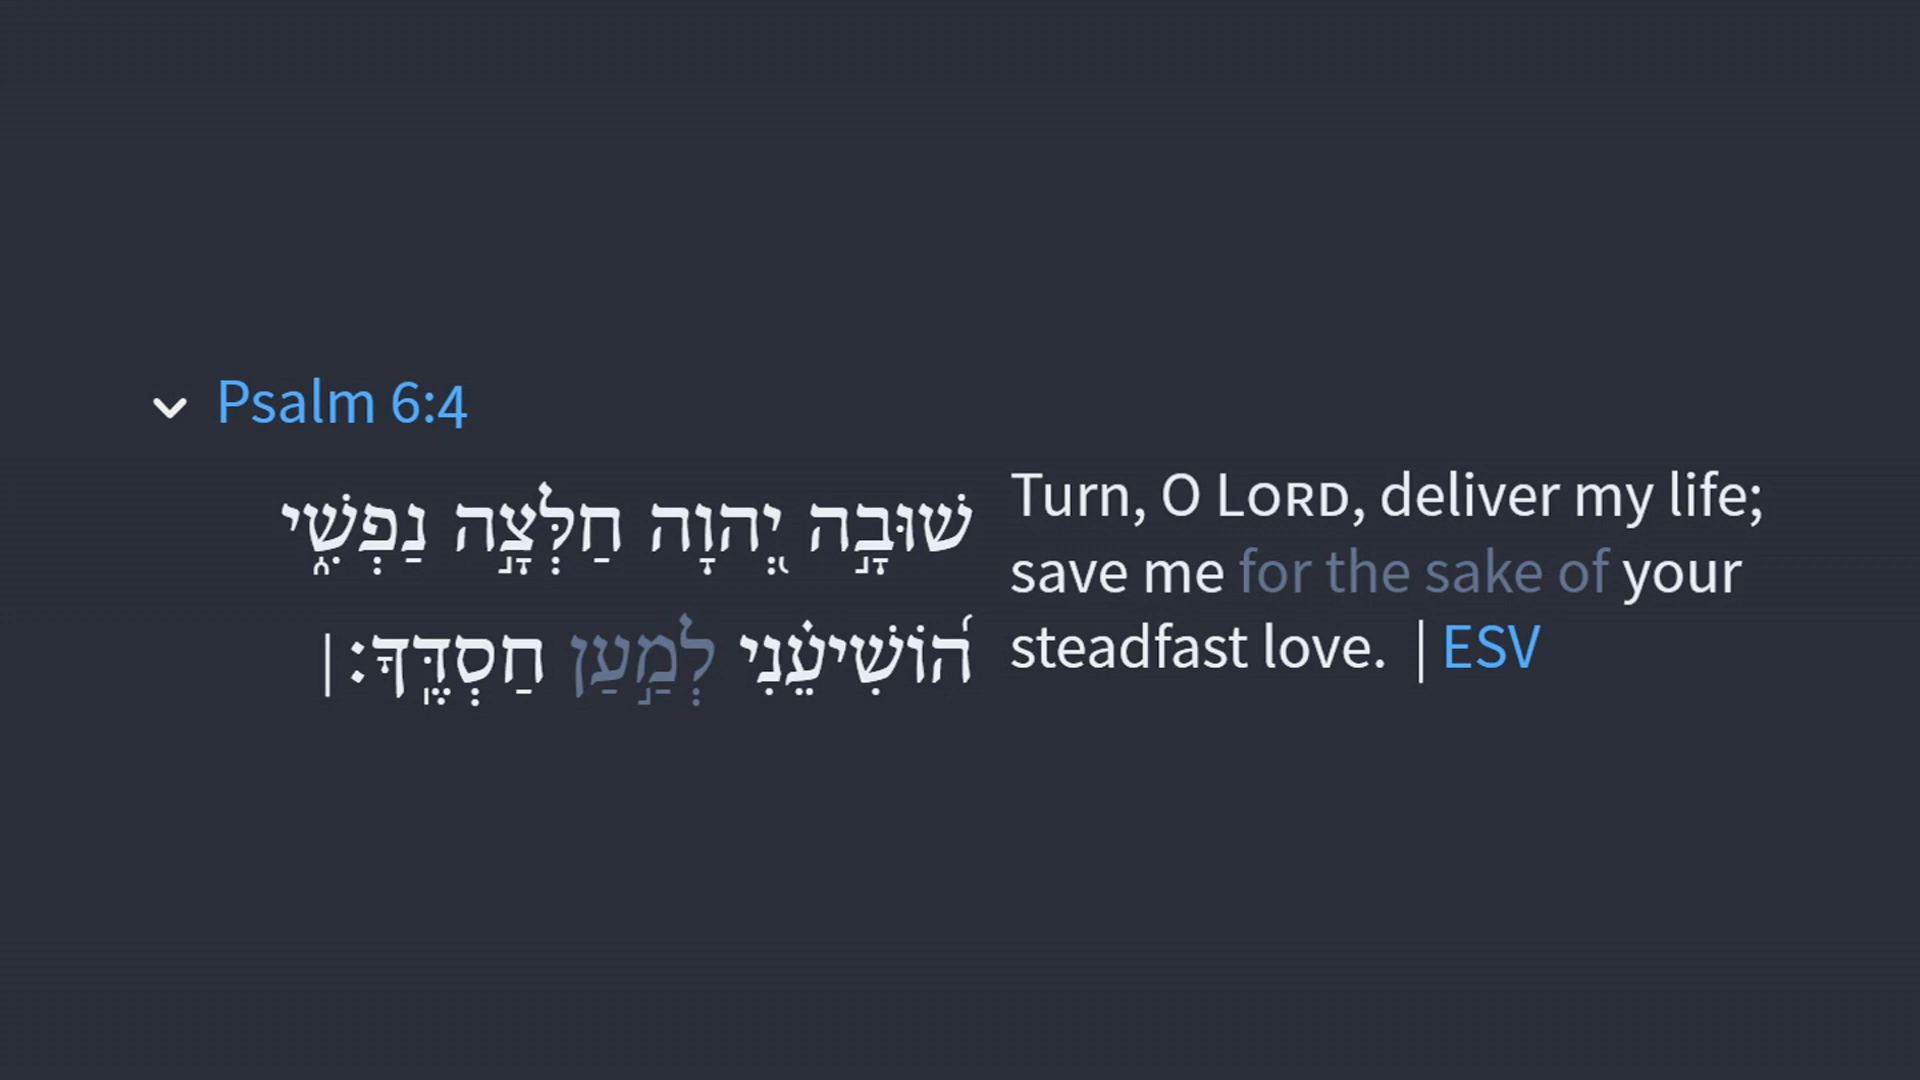 Psalm 6:4
שׁוּבָ֣ה יְ֭הוָה חַלְּצָ֣ה נַפְשִׁ֑י
ה֝וֹשִׁיעֵ֗נִי לְמַ֣עַן חַסְדֶּֽךָ׃ |
Turn, O LORD, deliver my life;
save me for the sake of your
steadfast love. | ESV